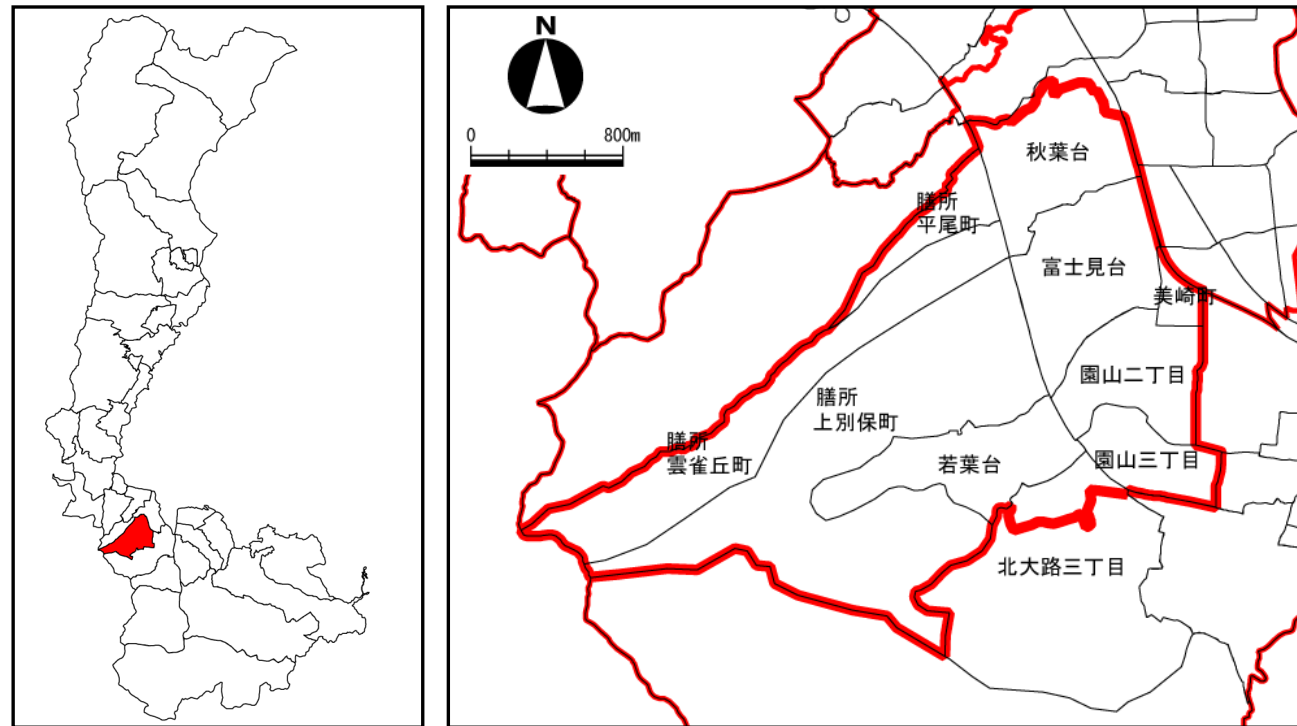 N
0 800m
秋葉台
膳所
平尾町
富士見台
美崎町
園山二丁目
膳所
上別保町
膳所
雲雀丘町
若葉台
園山三丁目
北大路三丁目